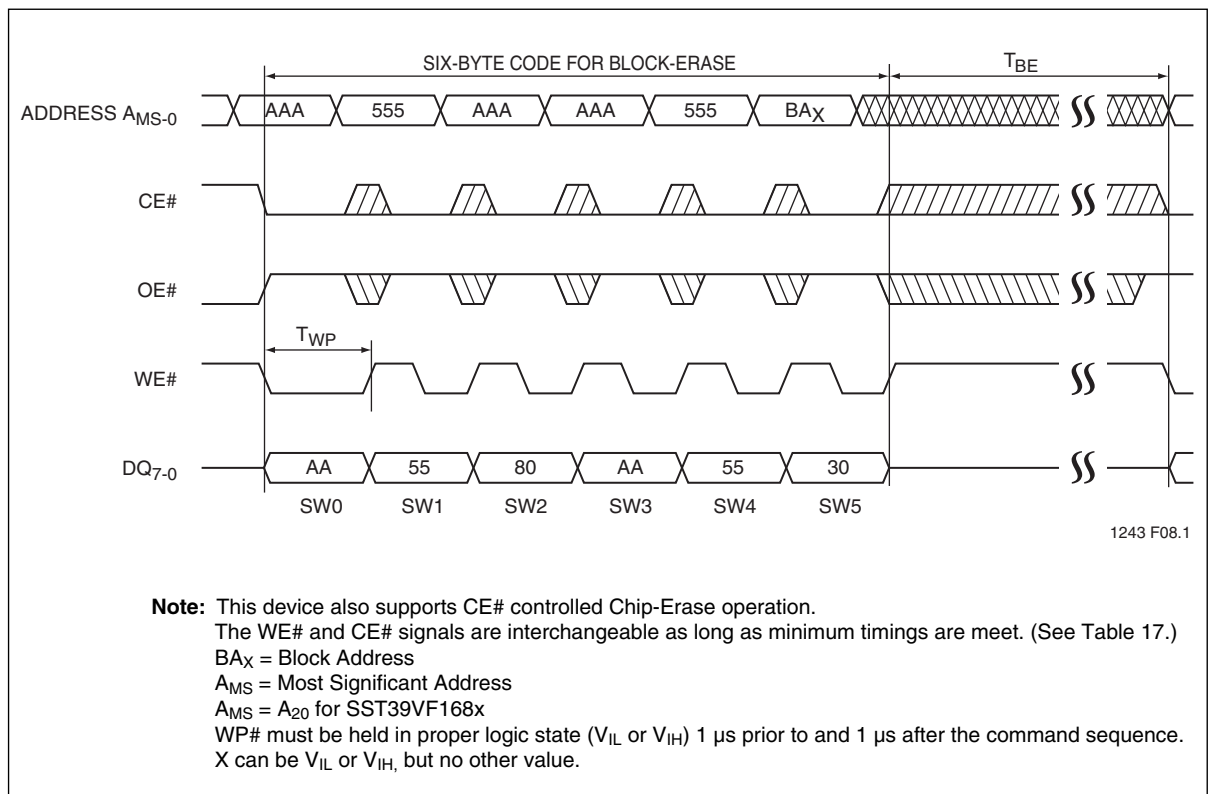 SIX-BYTE CODE FOR BLOCK-ERASE TBE
ADDRESS AMS-0 AAA 555 AAA AAA 555 BAX
CE#
OE#
TWP
WE#
DQ7-0 AA 55 80 AA 55 30
SW0 SW1 SW2 SW3 SW4 SW5
1243 F08.1
Note: This device also supports CE# controlled Chip-Erase operation.
The WE# and CE# signals are interchangeable as long as minimum timings are meet. (See Table 17.)
BAX = Block Address
AMS = Most Significant Address
AMS = A20 for SST39VF168x
WP# must be held in proper logic state (VIL or VIH) 1 µs prior to and 1 µs after the command sequence.
X can be VIL or VIH, but no other value.